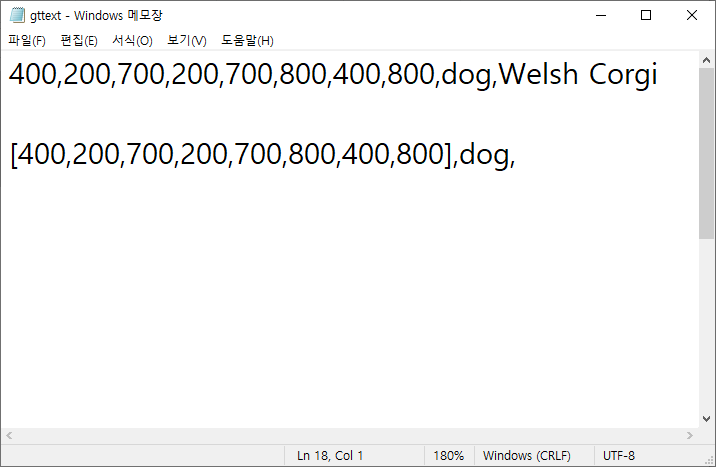 gttext - Windows 메모장
파일(F) 편집(E) 서식(O) 보기(V) 도움말(H)
400,200,700,200,700,800,400,800,dog,Welsh Corgi
[400,200,700,200,700,800,400,800],dog,
Ln 18, Col 1 180% Windows (CRLF) UTF-8